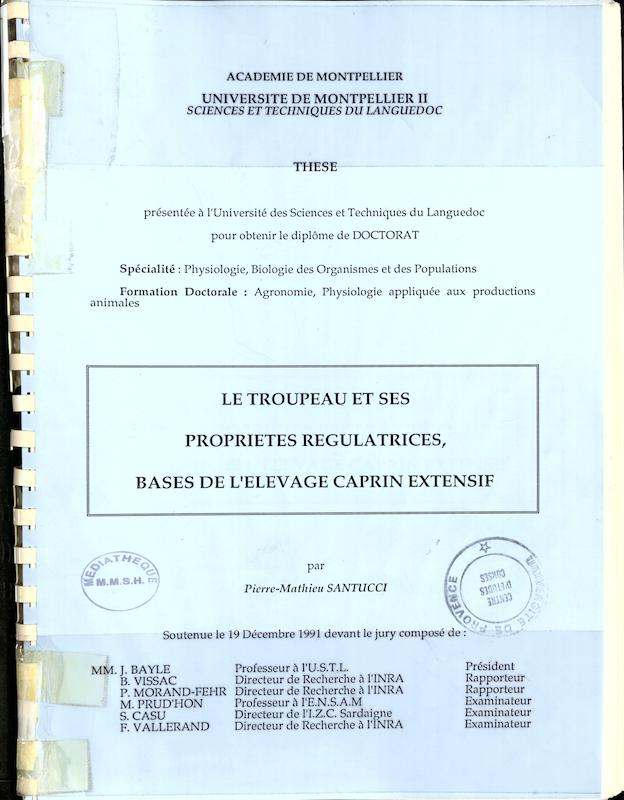 ACADEMIE DE MONTPELLIER
UNIVERSITE DE MONTPELLIER II
SCIENCES ET TECHNIQUES DU LANGUEDOC
THESE
présentée à l'Université des Sciences et Techniques du Languedoc
pour obtenir le diplôme de DOCTORAT
Spécialité : Physiologie, Biologie des Organismes et des Populations
Formation Doctorale : Agronomie, Physiologie appliquée aux productions
animales
LE TROUPEAU ET SES
PROPRIETES REGULATRICES,
BASES DE L'ELEVAGE CAPRIN EXTENSIF
MEDIATHEQUE
M.M.S.H.
par
Pierre-Mathieu SANTUCCI
UNIVERSITE DE PROVENCE
CENTRE
D'ETUDES
CORSES
Soutenue le 19 Décembre 1991 devant le jury composé de :
MM. J. BAYLE Professeur à l'U.S.T.L. Président
B. VISSAC Directeur de Recherche à l'INRA Rapporteur
P. MORAND-FEHR Directeur de Recherche à l'INRA Rapporteur
M. PRUD'HON Professeur à l'E.N.S.A.M Examinateur
S. CASU Directeur de l'I.Z.C. Sardaigne Examinateur
F. VALLERAND Directeur de Recherche à l'INRA Examinateur